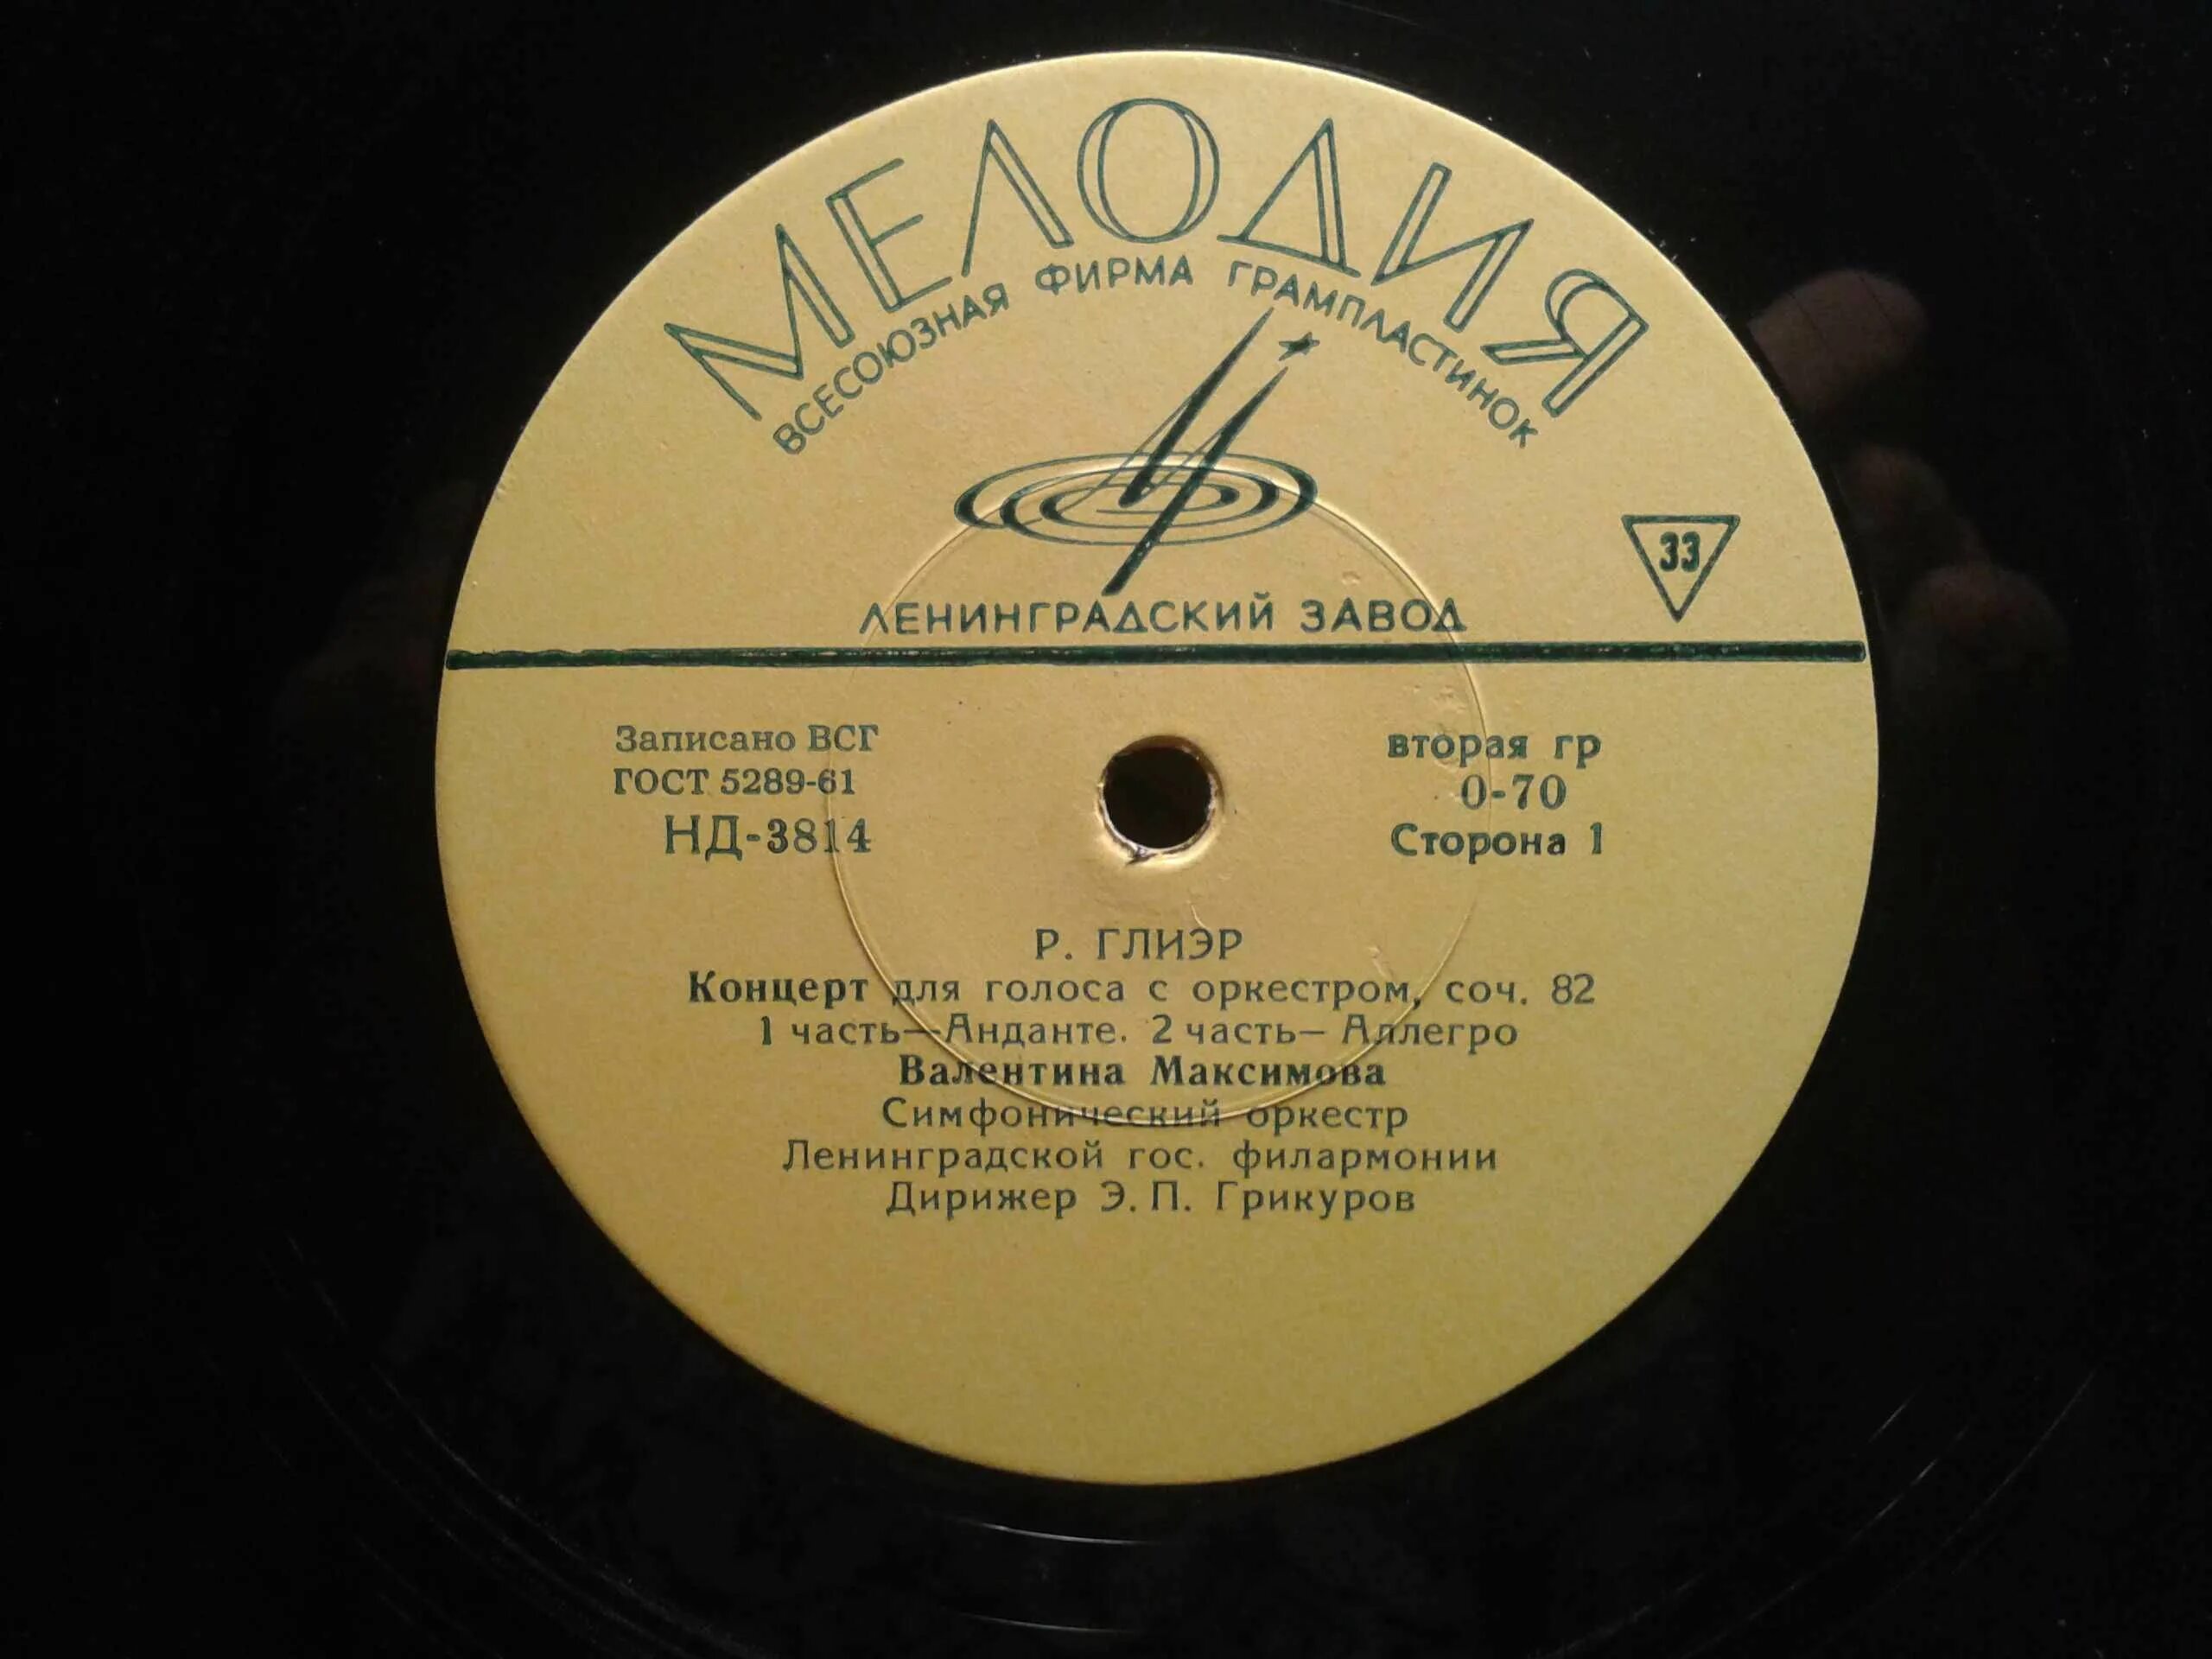 МЕЛОДИЯ
ВСЕСОЮЗНАЯ ФИРМА ГРАМПЛАСТИНОК
33
ЛЕНИНГРАДСКИЙ ЗАВОД
Записано ВСГ
ГОСТ 5289-61
НД-3814
вторая гр
0-70
Сторона 1
Р. ГЛИЭР
Концерт для голоса с оркестром, соч. 82
1 часть—Анданте. 2 часть— Аллегро
Валентина Максимова
Симфонический оркестр
Ленинградской гос. филармонии
Дирижер Э. П. Грикуров